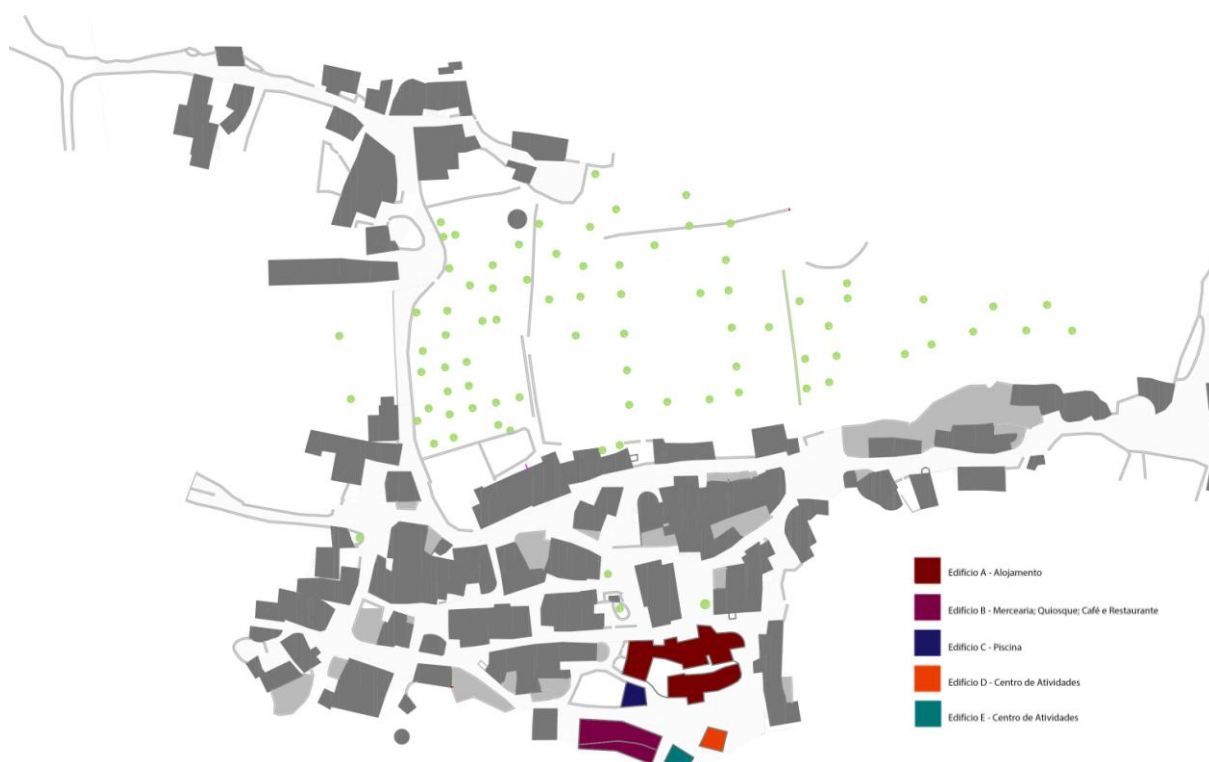 Edifício A - Alojamento
Edifício B - Mercearia; Quiosque; Café e Restaurante
Edifício C - Piscina
Edifício D - Centro de Atividades
Edifício E - Centro de Atividades